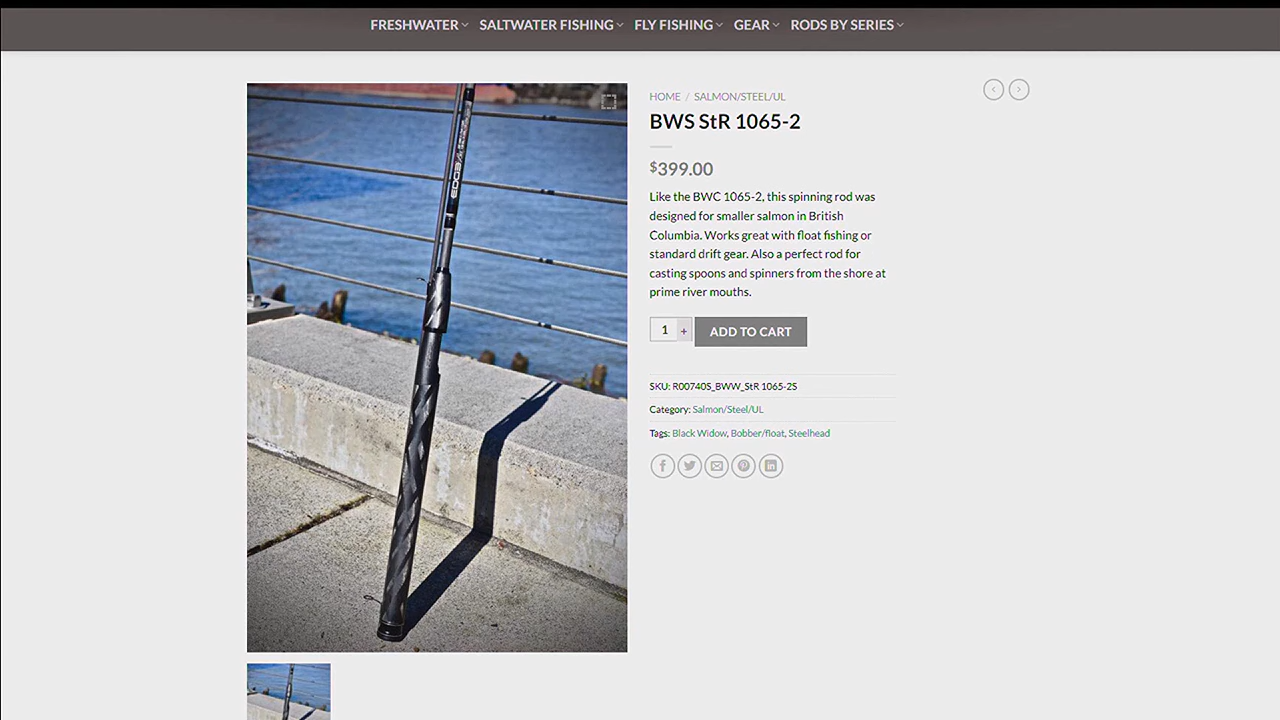 FRESHWATER SALTWATER FISHING FLY FISHING GEAR RODS BY SERIES
HOME / SALMON/STEEL/UL
BWS StR 1065-2
$399.00
Like the BWC 1065-2, this spinning rod was
designed for smaller salmon in British
Columbia. Works great with float fishing or
standard drift gear. Also a perfect rod for
casting spoons and spinners from the shore at
prime river mouths.
1 + ADD TO CART
SKU: R00740S_BWW_StR 1065-2S
Category: Salmon/Steel/UL
Tags: Black Widow, Bobber/float, Steelhead
EDGE